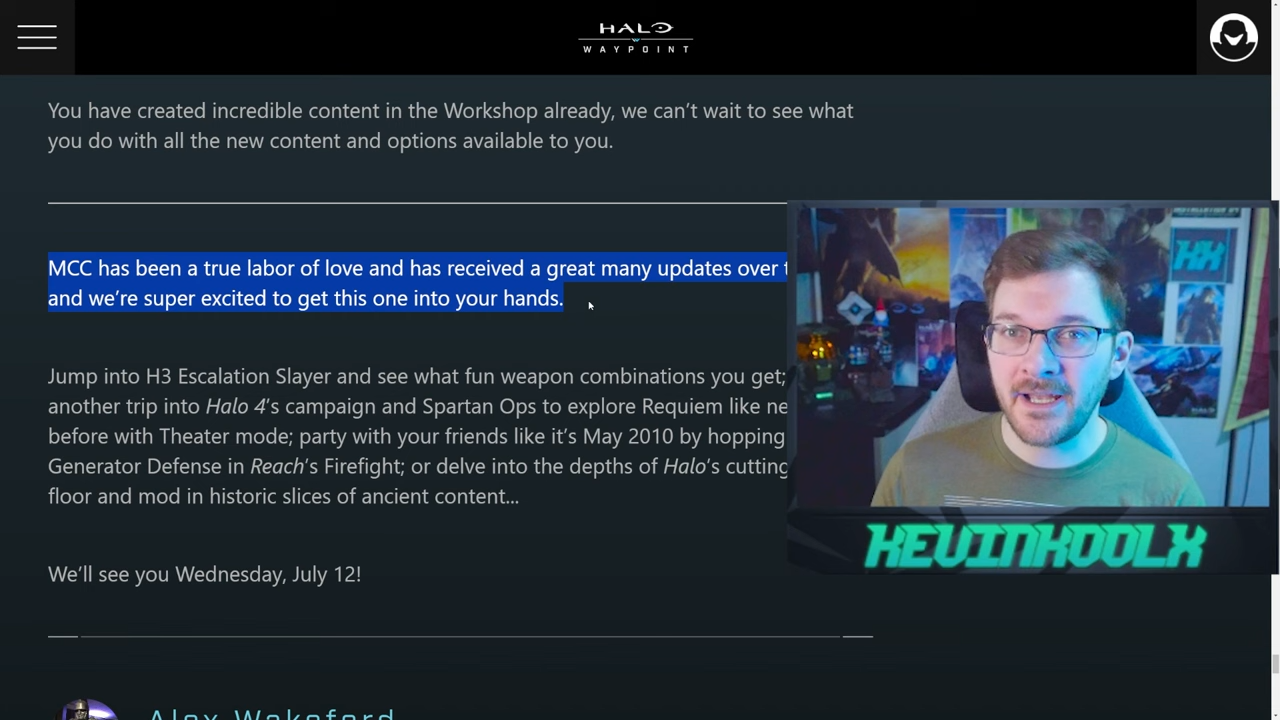 HALO
WAYPOINT
You have created incredible content in the Workshop already, we can’t wait to see what
you do with all the new content and options available to you.
MCC has been a true labor of love and has received a great many updates over
and we’re super excited to get this one into your hands.
Jump into H3 Escalation Slayer and see what fun weapon combinations you get;
another trip into Halo 4’s campaign and Spartan Ops to explore Requiem like
before with Theater mode; party with your friends like it’s May 2010 by hopping
Generator Defense in Reach’s Firefight; or delve into the depths of Halo’s cutting
floor and mod in historic slices of ancient content...
We’ll see you Wednesday, July 12!
Alex Wakeford
KEVINKOOLX